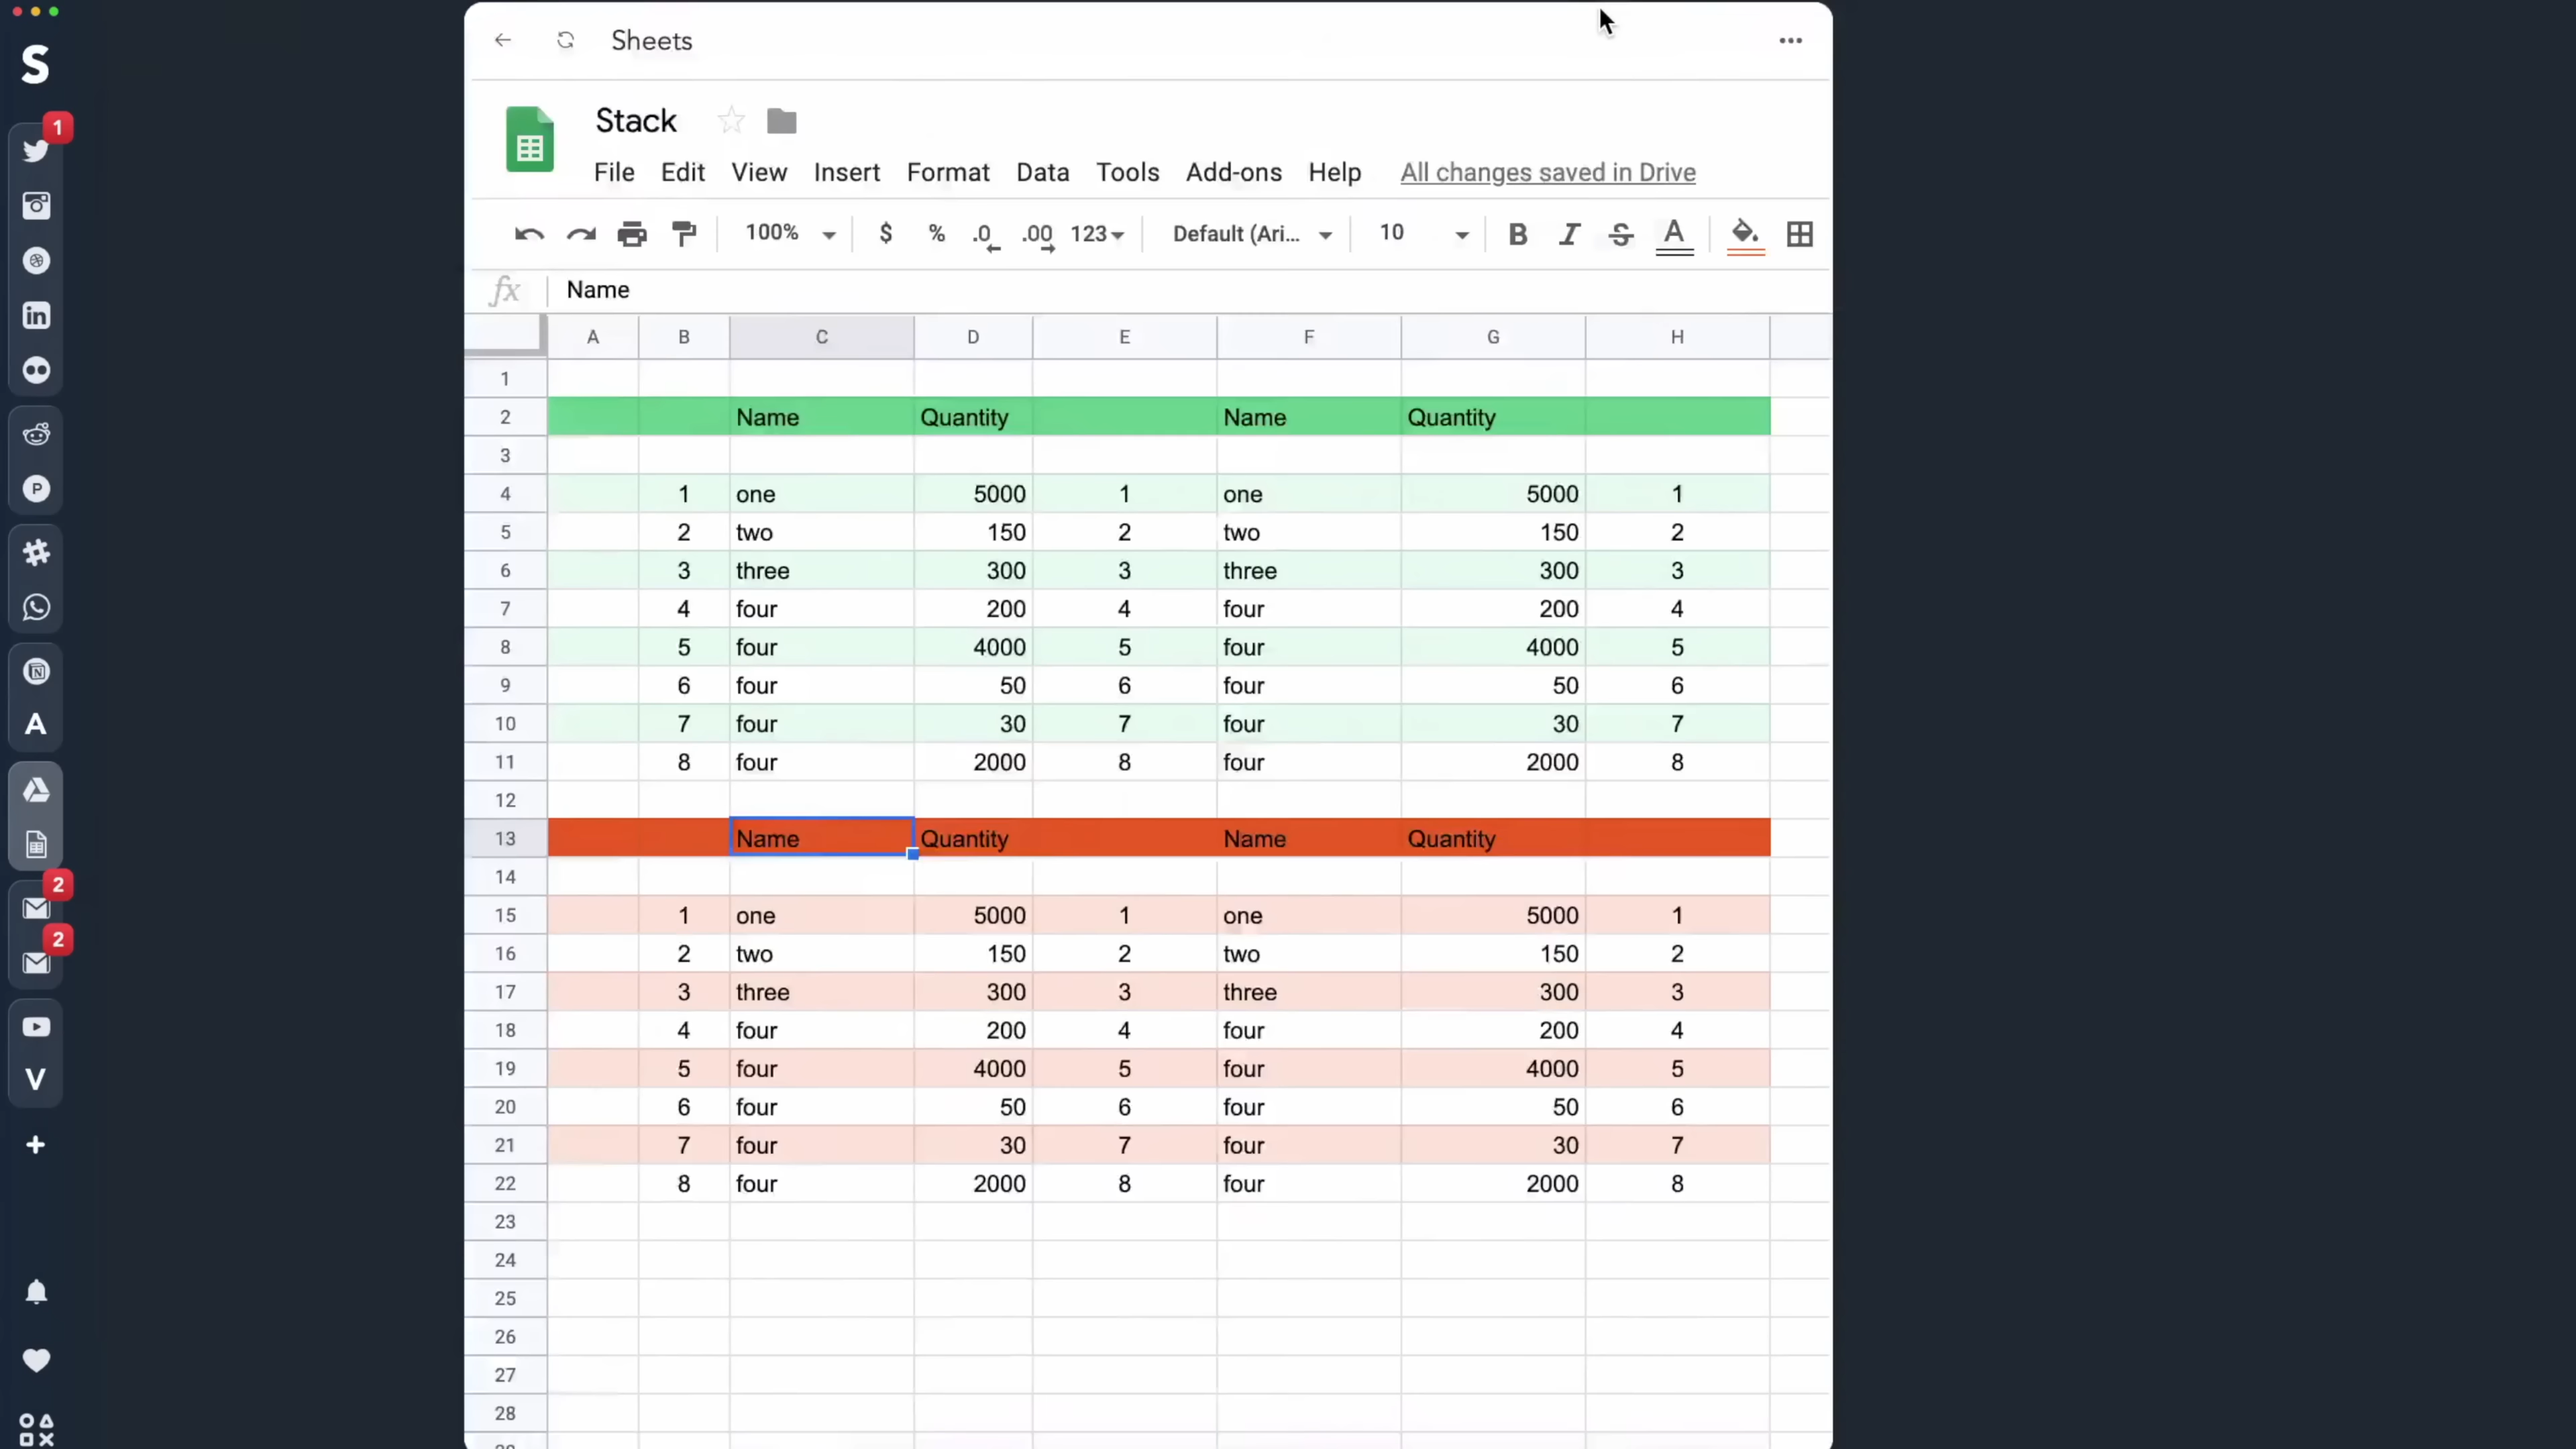 Sheets
Stack
File Edit View Insert Format Data Tools Add-ons Help All changes saved in Drive
100% $ % .0 .00 123 Default (Ari... 10 B I S A
fx Name
A B C D E F G H
1
2 Name Quantity Name Quantity
3
4 1 one 5000 1 one 5000 1
5 2 two 150 2 two 150 2
6 3 three 300 3 three 300 3
7 4 four 200 4 four 200 4
8 5 four 4000 5 four 4000 5
9 6 four 50 6 four 50 6
10 7 four 30 7 four 30 7
11 8 four 2000 8 four 2000 8
12
13 Name Quantity Name Quantity
14
15 1 one 5000 1 one 5000 1
16 2 two 150 2 two 150 2
17 3 three 300 3 three 300 3
18 4 four 200 4 four 200 4
19 5 four 4000 5 four 4000 5
20 6 four 50 6 four 50 6
21 7 four 30 7 four 30 7
22 8 four 2000 8 four 2000 8
23
24
25
26
27
28
S
1
in
P
A
2
2
V